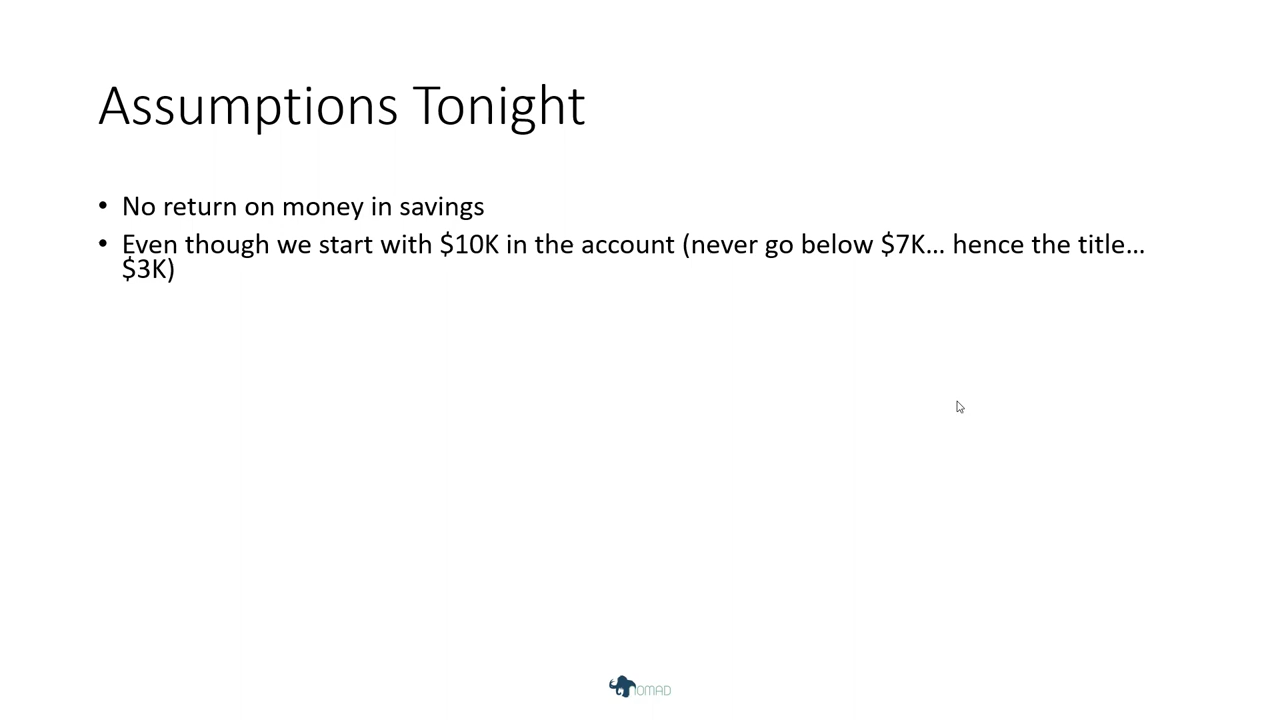 Assumptions Tonight
• No return on money in savings
• Even though we start with $10K in the account (never go below $7K… hence the title…
$3K)
NOMAD